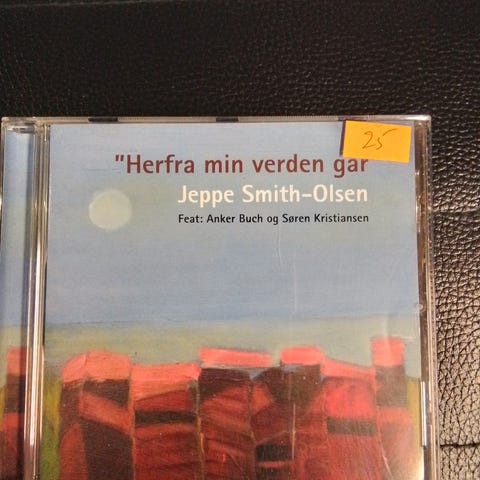 25
"Herfra min verden går
Jeppe Smith-Olsen
Feat: Anker Buch og Søren Kristiansen